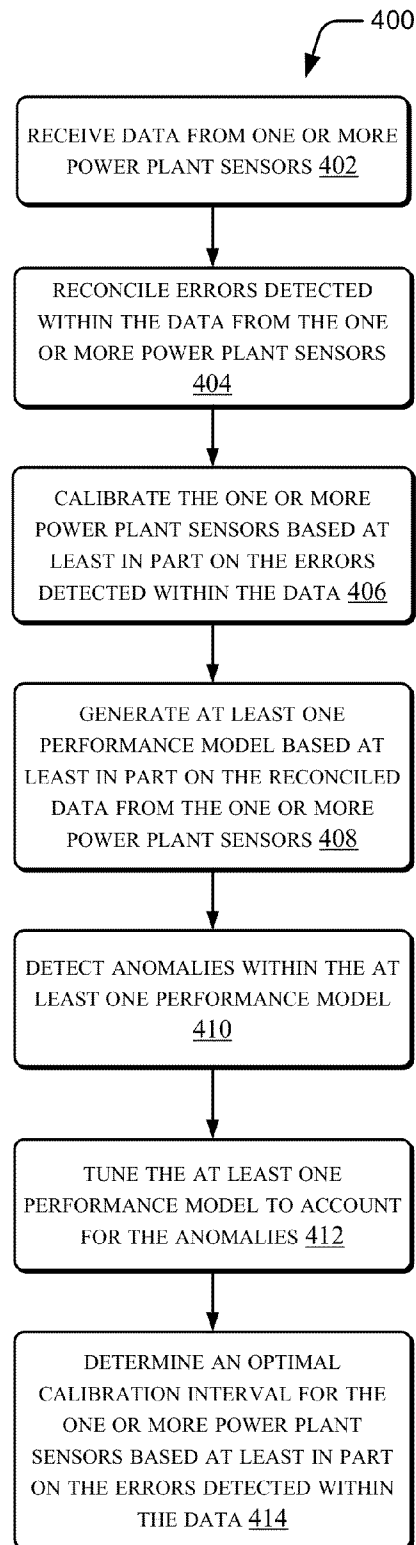 400
RECEIVE DATA FROM ONE OR MORE
POWER PLANT SENSORS 402
RECONCILE ERRORS DETECTED
WITHIN THE DATA FROM THE ONE
OR MORE POWER PLANT SENSORS
404
CALIBRATE THE ONE OR MORE
POWER PLANT SENSORS BASED AT
LEAST IN PART ON THE ERRORS
DETECTED WITHIN THE DATA 406
GENERATE AT LEAST ONE
PERFORMANCE MODEL BASED AT
LEAST IN PART ON THE RECONCILED
DATA FROM THE ONE OR MORE
POWER PLANT SENSORS 408
DETECT ANOMALIES WITHIN THE AT
LEAST ONE PERFORMANCE MODEL
410
TUNE THE AT LEAST ONE
PERFORMANCE MODEL TO ACCOUNT
FOR THE ANOMALIES 412
DETERMINE AN OPTIMAL
CALIBRATION INTERVAL FOR THE
ONE OR MORE POWER PLANT
SENSORS BASED AT LEAST IN PART
ON THE ERRORS DETECTED WITHIN
THE DATA 414